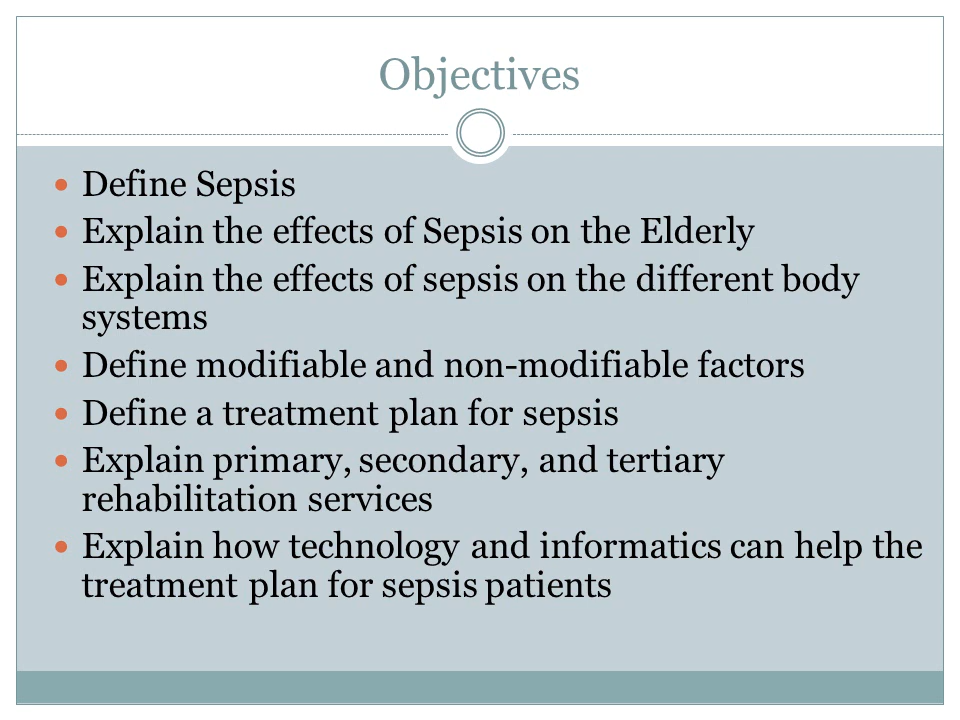 Objectives
Define Sepsis
Explain the effects of Sepsis on the Elderly
Explain the effects of sepsis on the different body
systems
Define modifiable and non-modifiable factors
Define a treatment plan for sepsis
Explain primary, secondary, and tertiary
rehabilitation services
Explain how technology and informatics can help the
treatment plan for sepsis patients